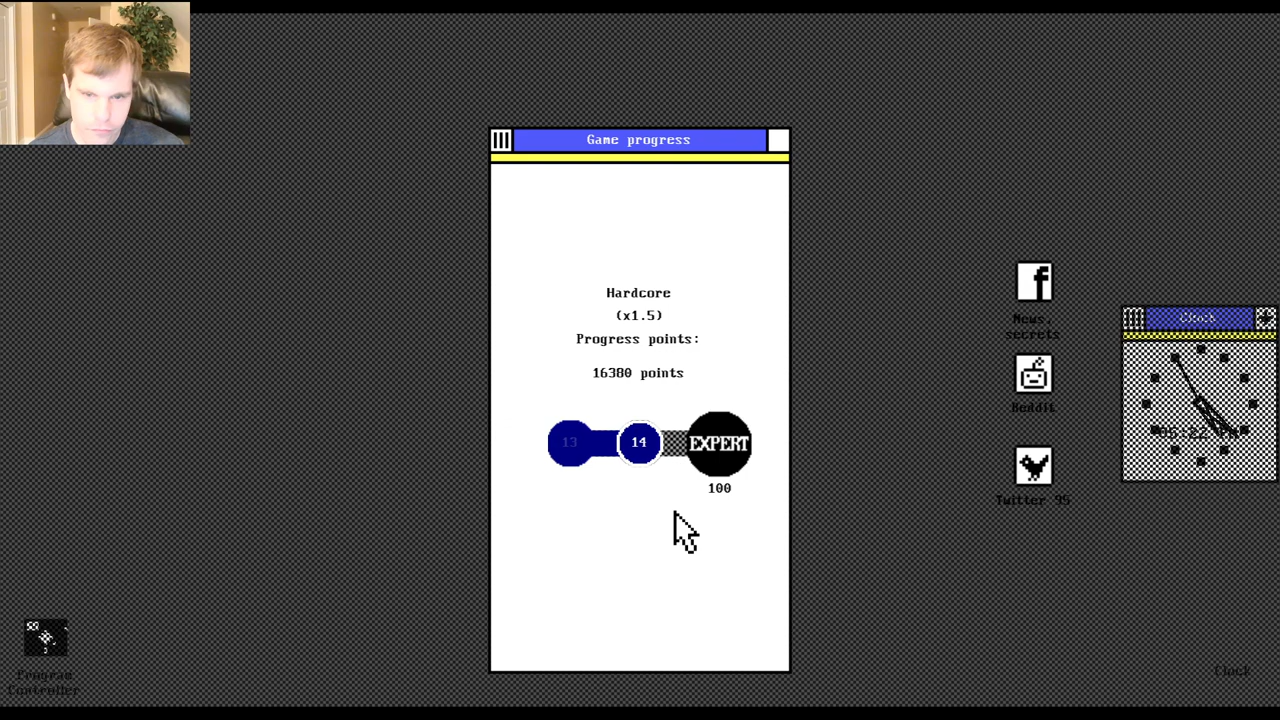 Game progress
Hardcore
(x1.5)
Progress points:
16380 points
13
14
EXPERT
100
News,
secrets
Reddit
Twitter 95
Clock
Program
Controller
Clock